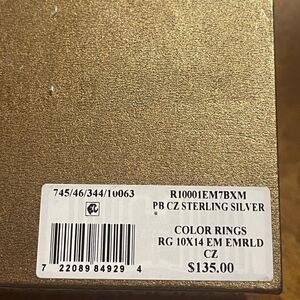 745/46/344/10063
R10001EM7BXM
PB CZ STERLING SILVER
COLOR RINGS
RG 10X14 EM EMRLD
CZ
$135.00
7 22089 84929 4